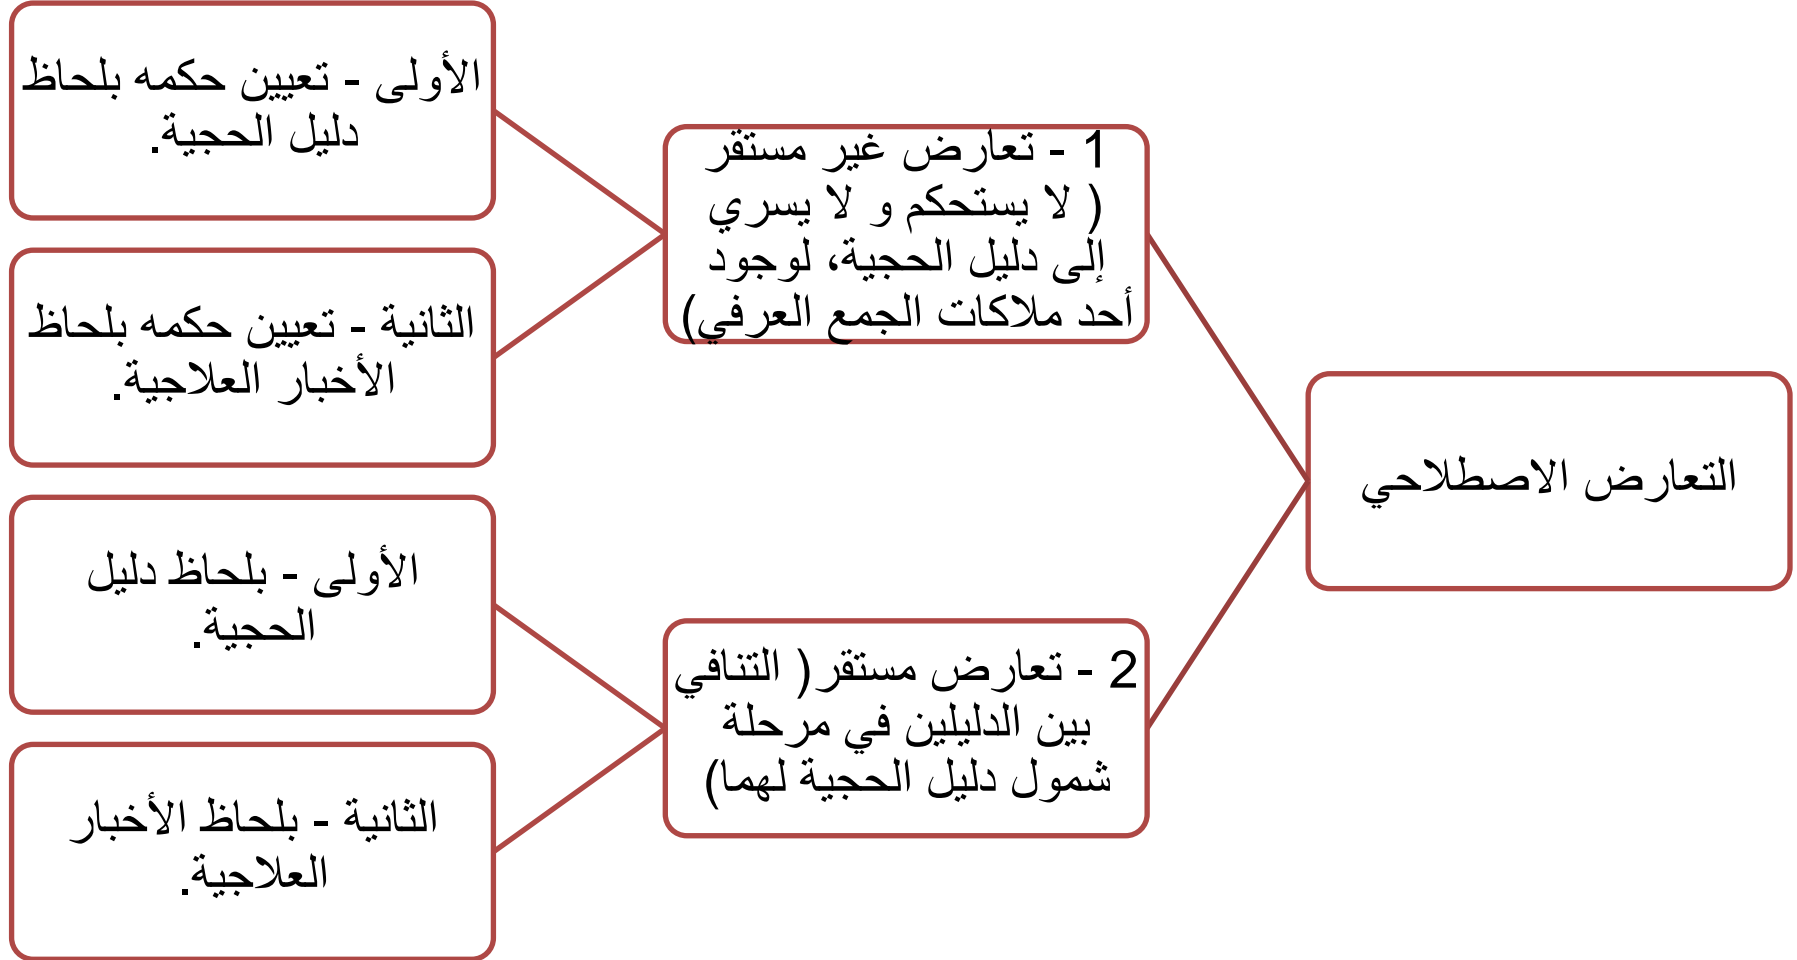 التعارض الاصطلاحي
1 - تعارض غير مستقر
( لا يستحكم و لا يسري
إلى دليل الحجية، لوجود
أحد ملاكات الجمع العرفي)
الأولى - تعيين حكمه بلحاظ
دليل الحجية.
الثانية - تعيين حكمه بلحاظ
الأخبار العلاجية.
2 - تعارض مستقر( التنافي
بين الدليلين في مرحلة
شمول دليل الحجية لهما)
الأولى - بلحاظ دليل
الحجية.
الثانية - بلحاظ الأخبار
العلاجية.